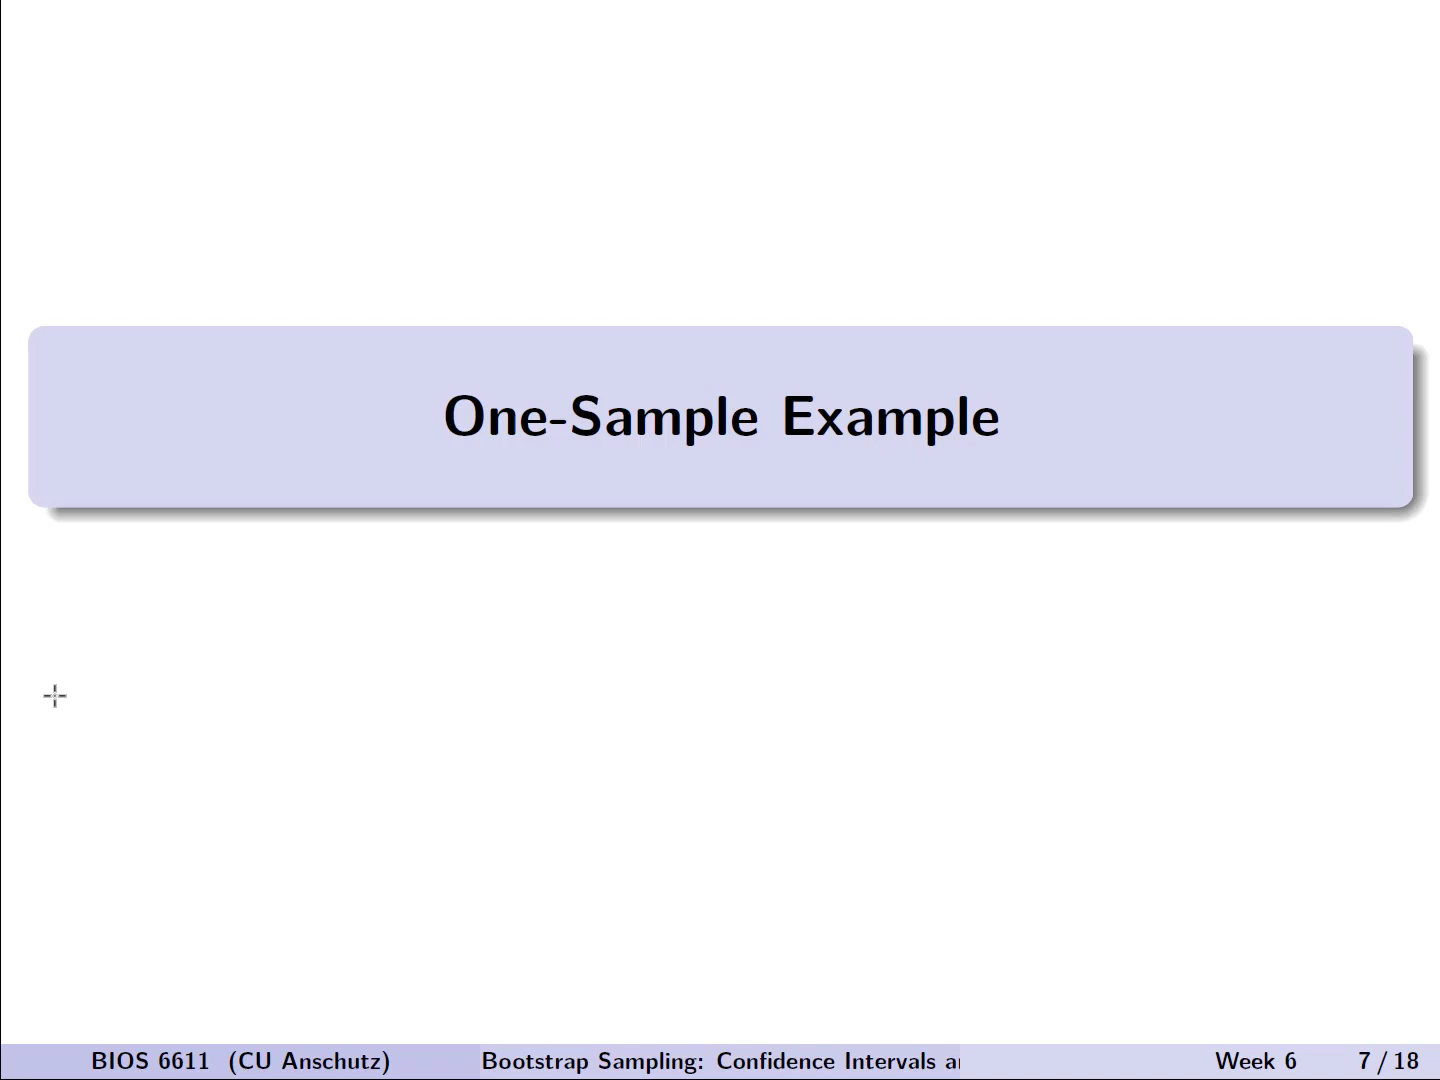 One-Sample Example
BIOS 6611 (CU Anschutz) Bootstrap Sampling: Confidence Intervals Week 6 7 / 18